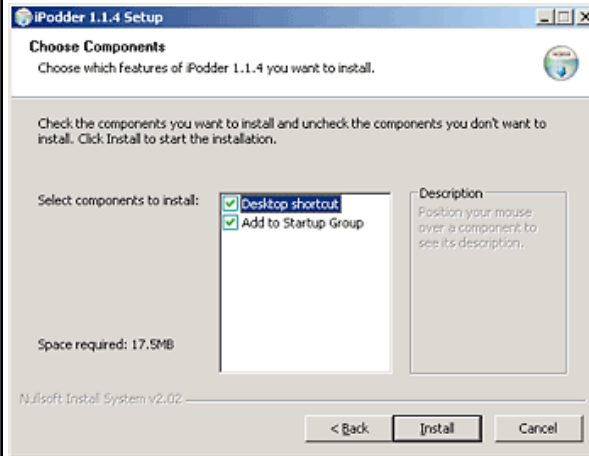 iPodder 1.1.4 Setup
Choose Components
Choose which features of iPodder 1.1.4 you want to install.
Check the components you want to install and uncheck the components you don't want to
install. Click Install to start the installation.
Select components to install:
Desktop shortcut
Add to Startup Group
Description
Position your mouse
over a component to
see its description.
Space required: 17.5MB
Nullsoft Install System v2.02
< Back
Install
Cancel